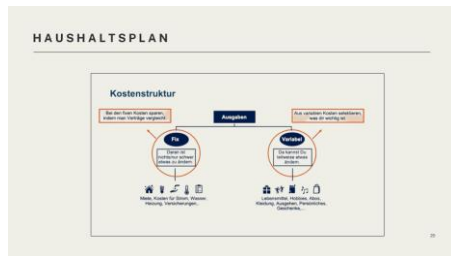 HAUSHALTSPLAN
Kostenstruktur
Bei den fixen Kosten sparen,
indem man Verträge vergleicht
Ausgaben
Aus variablen Kosten selektieren,
was dir wichtig ist
Fix
Variabel
Daran ist
nichts/nur schwer
etwas zu ändern
Da kannst Du
teilweise etwas
ändern
Miete, Kosten für Strom, Wasser,
Heizung, Versicherungen,..
Lebensmittel, Hobbies, Abos,
Kleidung, Ausgehen, Persönliches,
Geschenke,...